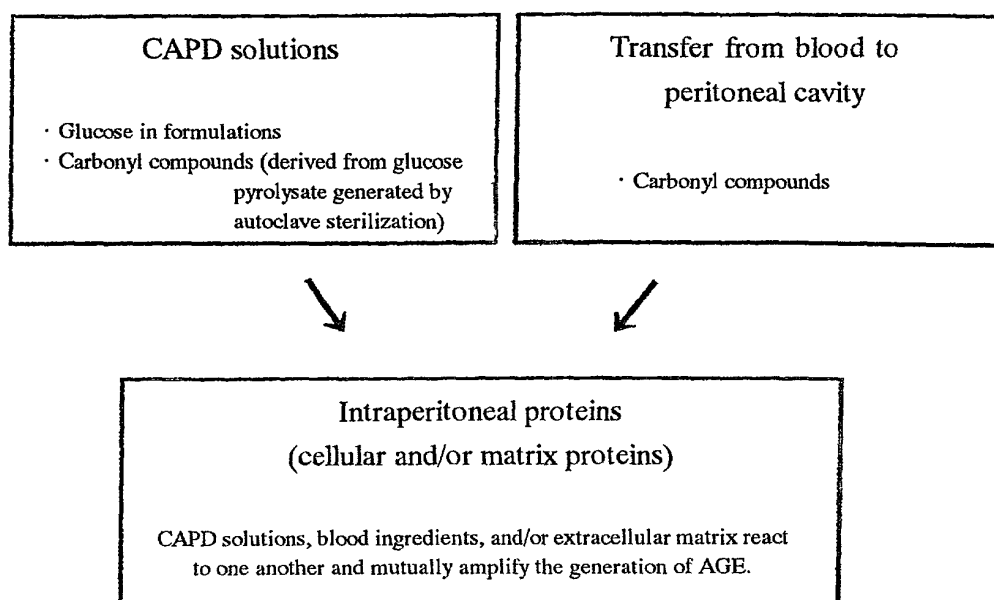 CAPD solutions
· Glucose in formulations
· Carbonyl compounds (derived from glucose
pyrolysate generated by
autoclave sterilization)
Transfer from blood to
peritoneal cavity
· Carbonyl compounds
Intraperitoneal proteins
(cellular and/or matrix proteins)
CAPD solutions, blood ingredients, and/or extracellular matrix react
to one another and mutually amplify the generation of AGE.